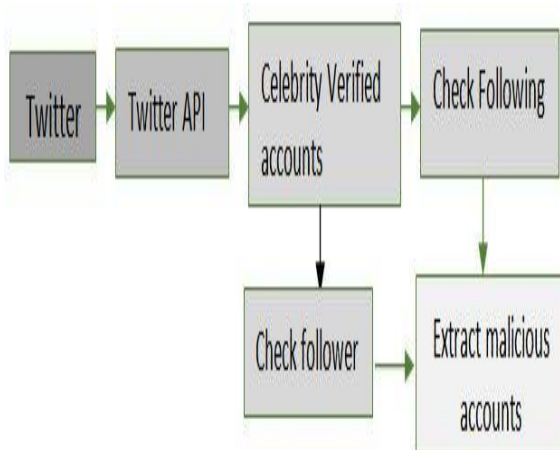 Twitter
Twitter API
Celebrity Verified
accounts
Check Following
Check follower
Extract malicious
accounts